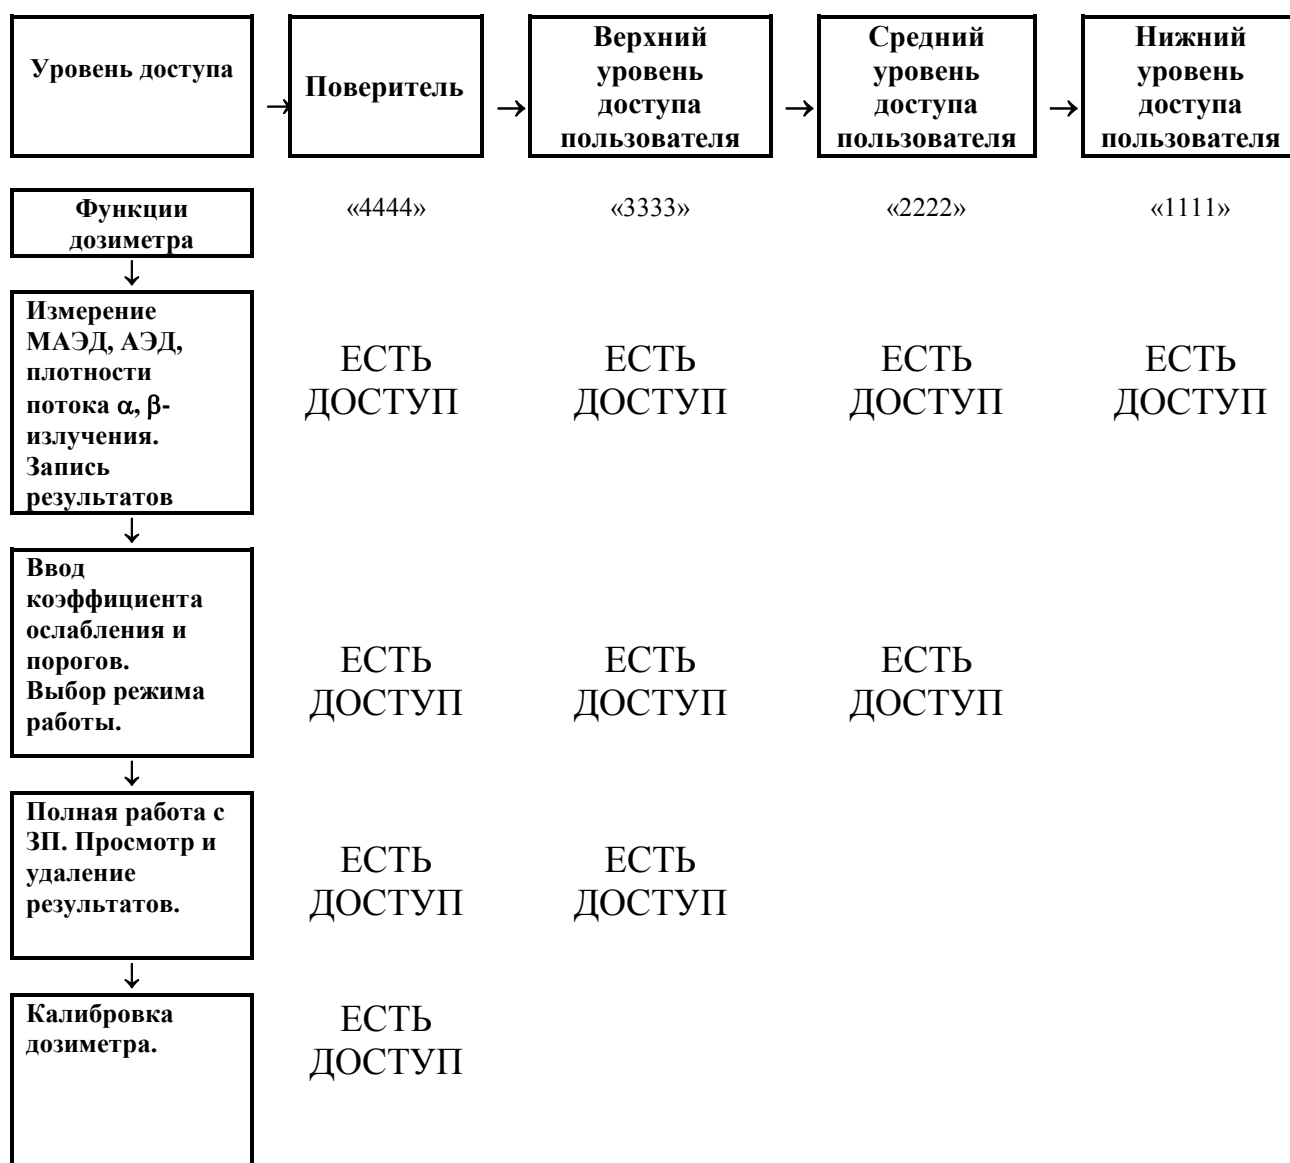 Уровень доступа
→
Поверитель
→
Верхний
уровень
доступа
пользователя
→
Средний
уровень
доступа
пользователя
→
Нижний
уровень
доступа
пользователя
Функции
дозиметра
«4444»
«3333»
«2222»
«1111»
↓
Измерение
МАЭД, АЭД,
плотности
потока α, β-
излучения.
Запись
результатов
ЕСТЬ
ДОСТУП
ЕСТЬ
ДОСТУП
ЕСТЬ
ДОСТУП
ЕСТЬ
ДОСТУП
↓
Ввод
коэффициента
ослабления и
порогов.
Выбор режима
работы.
ЕСТЬ
ДОСТУП
ЕСТЬ
ДОСТУП
ЕСТЬ
ДОСТУП
↓
Полная работа с
ЗП. Просмотр и
удаление
результатов.
ЕСТЬ
ДОСТУП
ЕСТЬ
ДОСТУП
↓
Калибровка
дозиметра.
ЕСТЬ
ДОСТУП